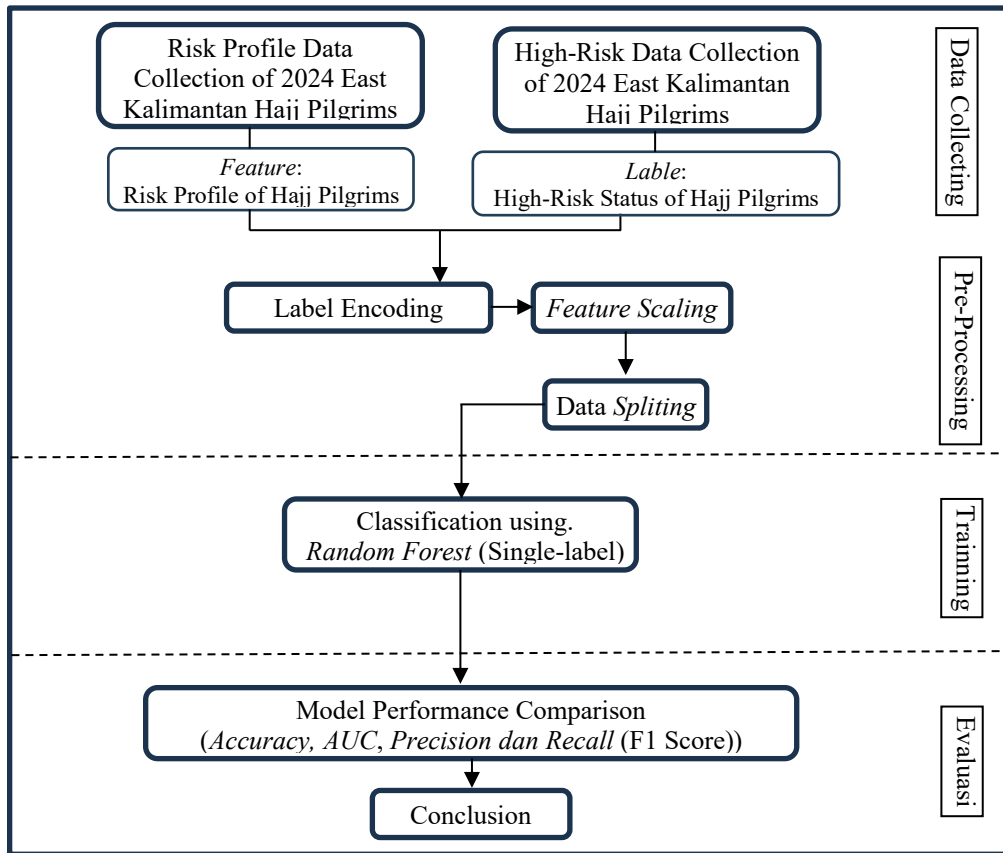 Risk Profile Data
Collection of 2024 East
Kalimantan Hajj Pilgrims
High-Risk Data Collection
of 2024 East Kalimantan
Hajj Pilgrims
Data Collecting
Feature:
Risk Profile of Hajj Pilgrims
Lable:
High-Risk Status of Hajj Pilgrims
Label Encoding
Feature Scaling
Data Spliting
Pre-Processing
Classification using.
Random Forest (Single-label)
Trainning
Model Performance Comparison
(Accuracy, AUC, Precision dan Recall (F1 Score))
Conclusion
Evaluasi